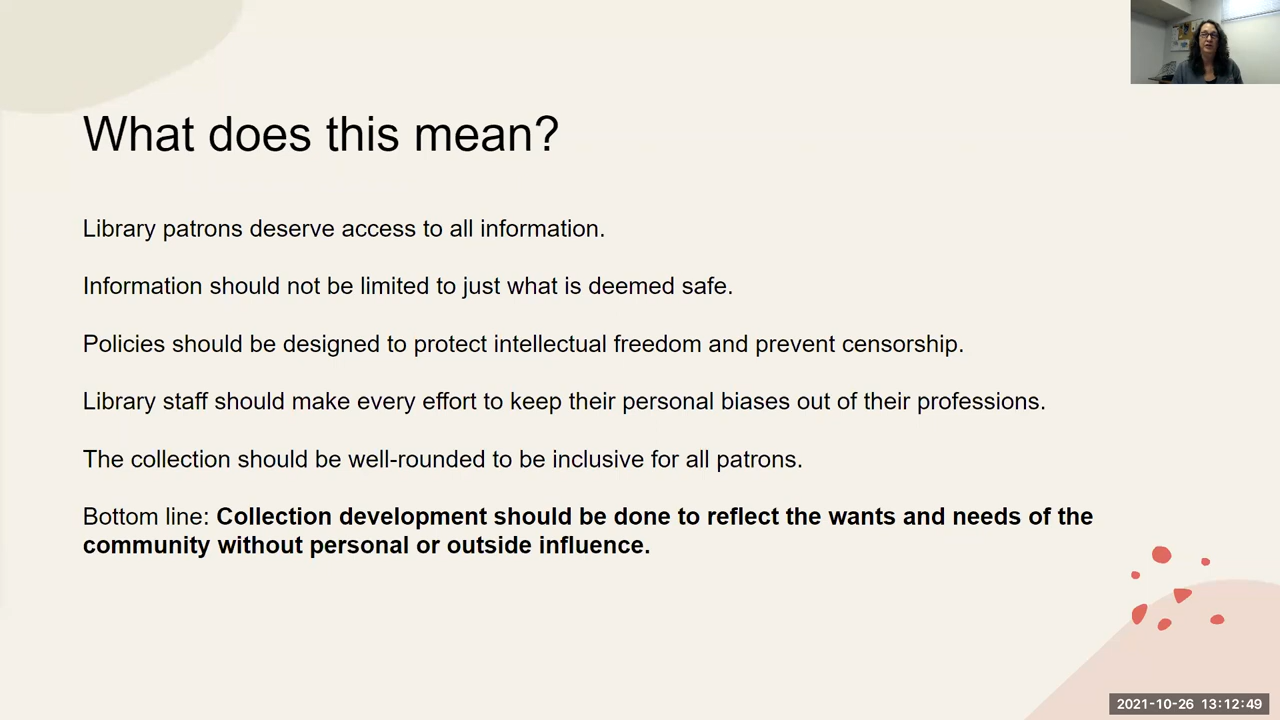 What does this mean?
Library patrons deserve access to all information.
Information should not be limited to just what is deemed safe.
Policies should be designed to protect intellectual freedom and prevent censorship.
Library staff should make every effort to keep their personal biases out of their professions.
The collection should be well-rounded to be inclusive for all patrons.
Bottom line: Collection development should be done to reflect the wants and needs of the
community without personal or outside influence.
2021-10-26 13:12:49